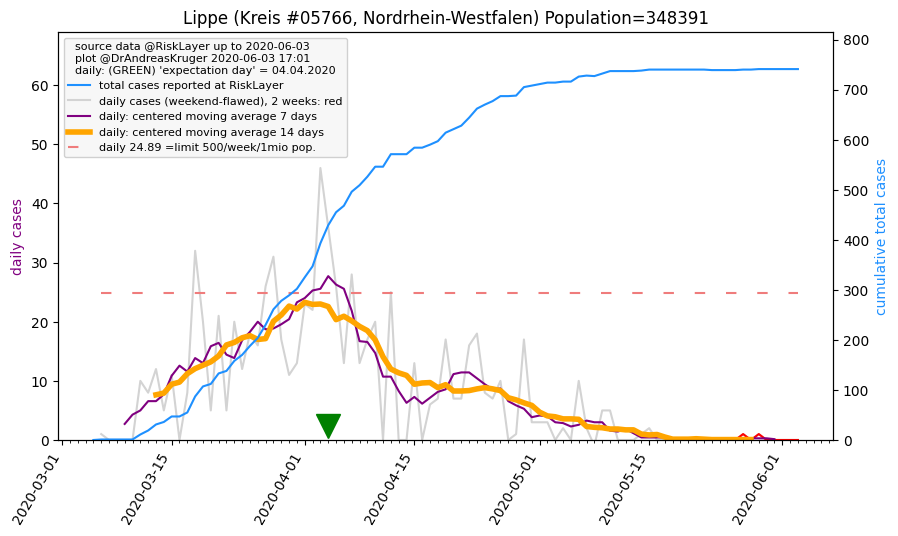 Lippe (Kreis #05766, Nordrhein-Westfalen) Population=348391
source data @RiskLayer up to 2020-06-03
plot @DrAndreasKruger 2020-06-03 17:01
daily: (GREEN) 'expectation day' = 04.04.2020
total cases reported at RiskLayer
daily cases (weekend-flawed), 2 weeks: red
daily: centered moving average 7 days
daily: centered moving average 14 days
daily 24.89 =limit 500/week/1mio pop.
daily cases
60
50
40
30
20
10
0
cumulative total cases
800
700
600
500
400
300
200
100
0
2020-03-01
2020-03-15
2020-04-01
2020-04-15
2020-05-01
2020-05-15
2020-06-01